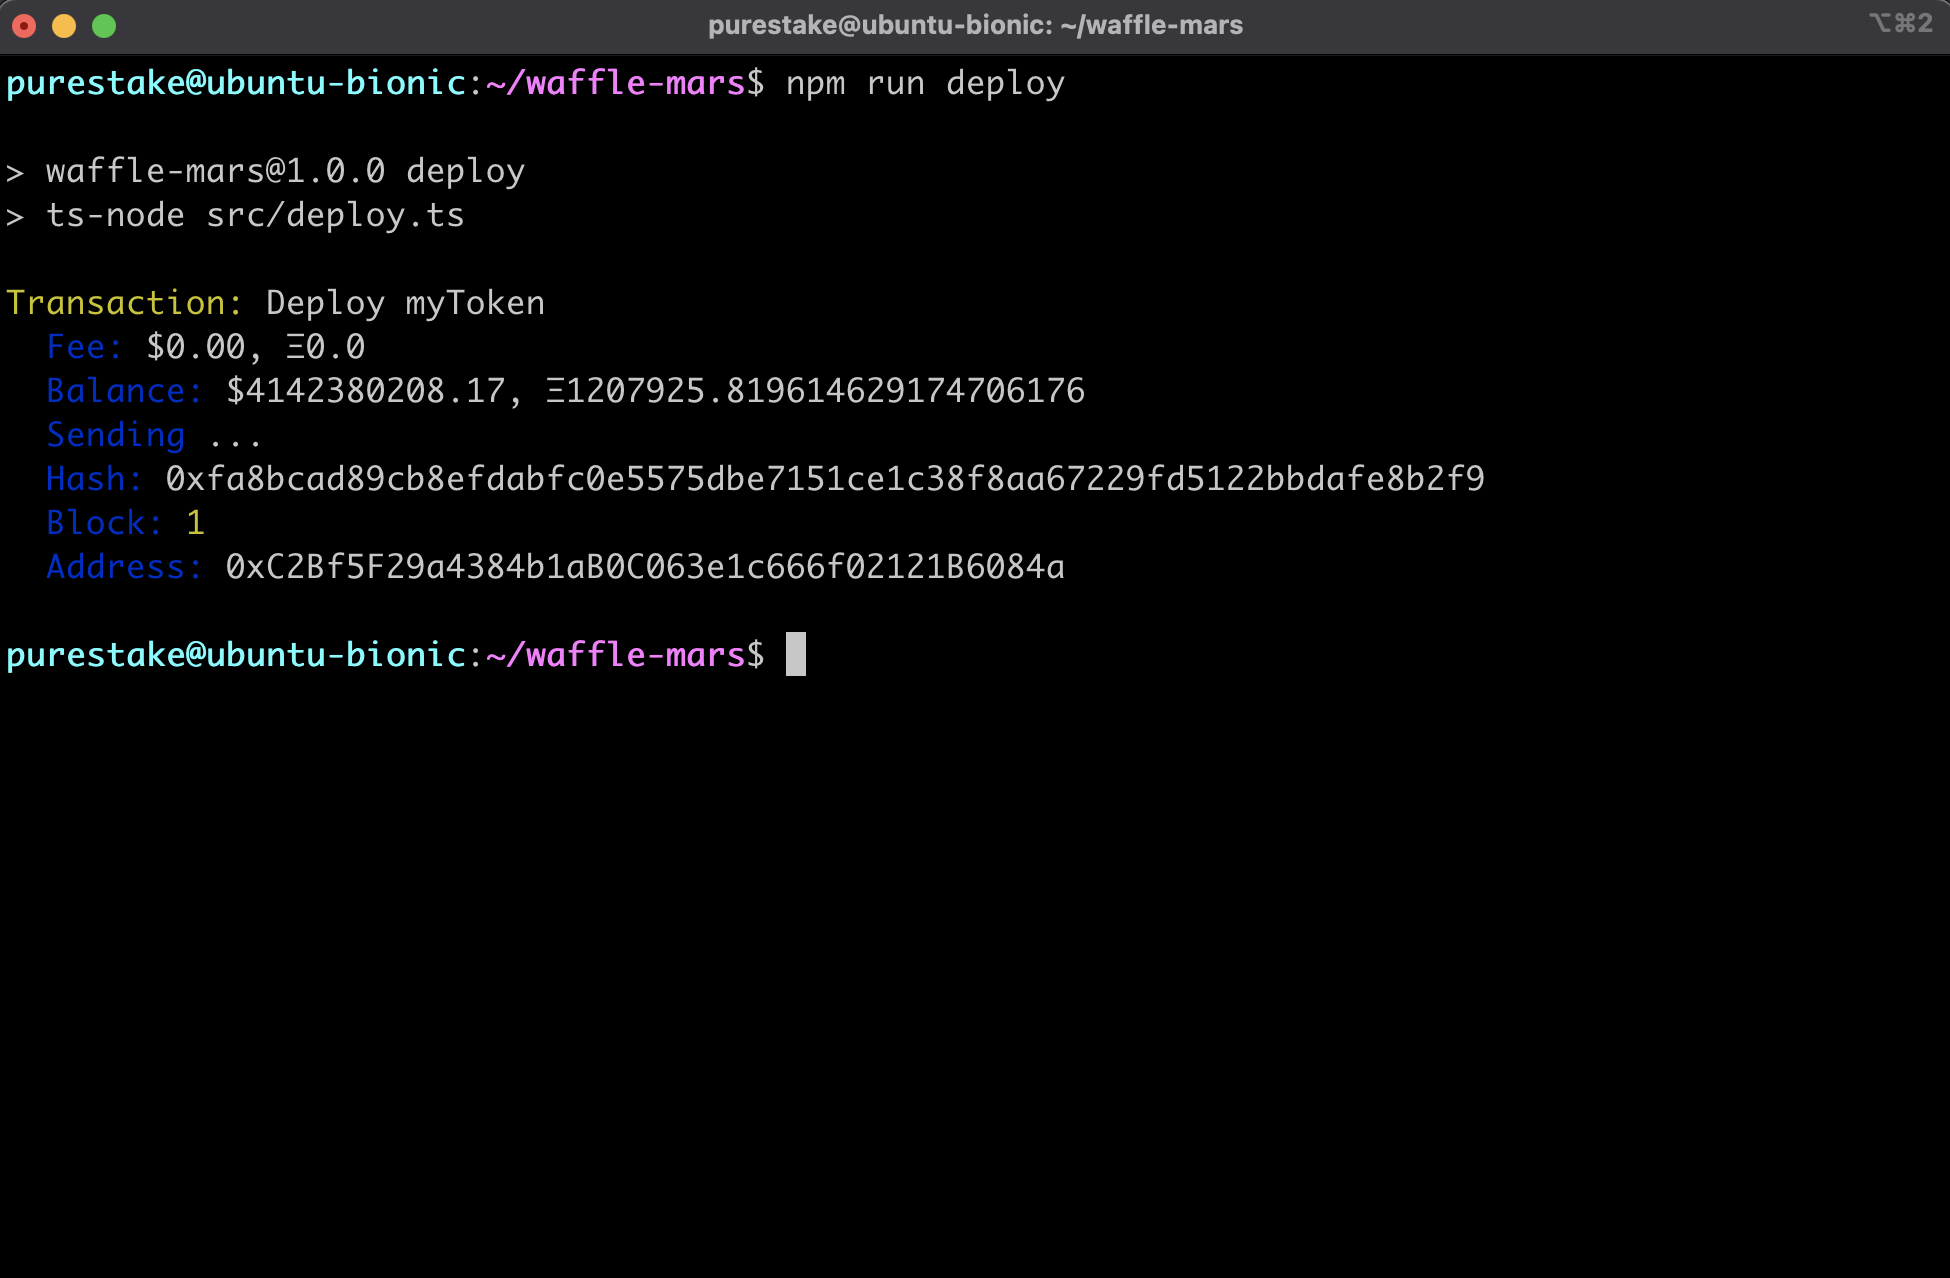 purestake@ubuntu-bionic: ~/waffle-mars
⌥⌘2
purestake@ubuntu-bionic:~/waffle-mars$ npm run deploy
> waffle-mars@1.0.0 deploy
> ts-node src/deploy.ts
Transaction: Deploy myToken
Fee: $0.00, Ξ0.0
Balance: $4142380208.17, Ξ1207925.819614629174706176
Sending ...
Hash: 0xfa8bcad89cb8efdabfc0e5575dbe7151ce1c38f8aa67229fd5122bbdafe8b2f9
Block: 1
Address: 0xC2Bf5F29a4384b1aB0C063e1c666f02121B6084a
purestake@ubuntu-bionic:~/waffle-mars$